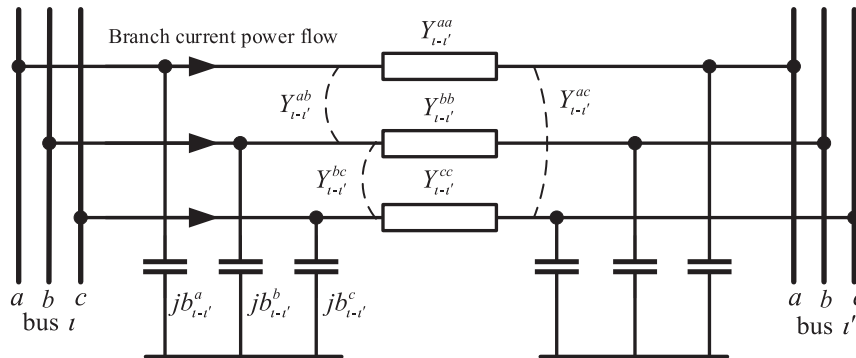 Branch current power flow
Y_{ι-ι'}^{aa}
Y_{ι-ι'}^{ab}
Y_{ι-ι'}^{bb}
Y_{ι-ι'}^{ac}
Y_{ι-ι'}^{bc}
Y_{ι-ι'}^{cc}
a b c jb_{ι-ι'}^{a} jb_{ι-ι'}^{b} jb_{ι-ι'}^{c} a b
bus ι bus ι'